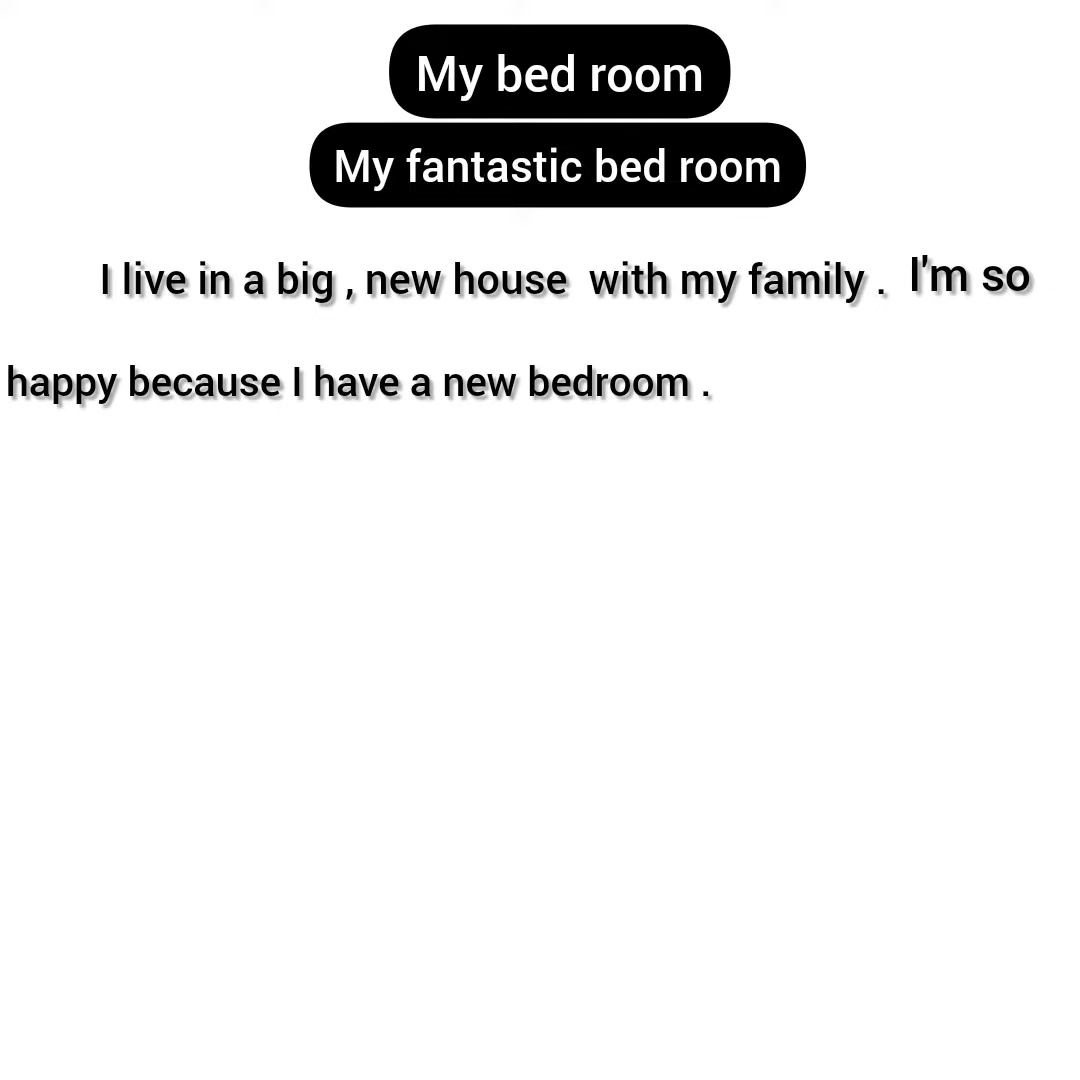 My bed room
My fantastic bed room
I live in a big , new house  with my family .  I'm so
happy because I have a new bedroom .